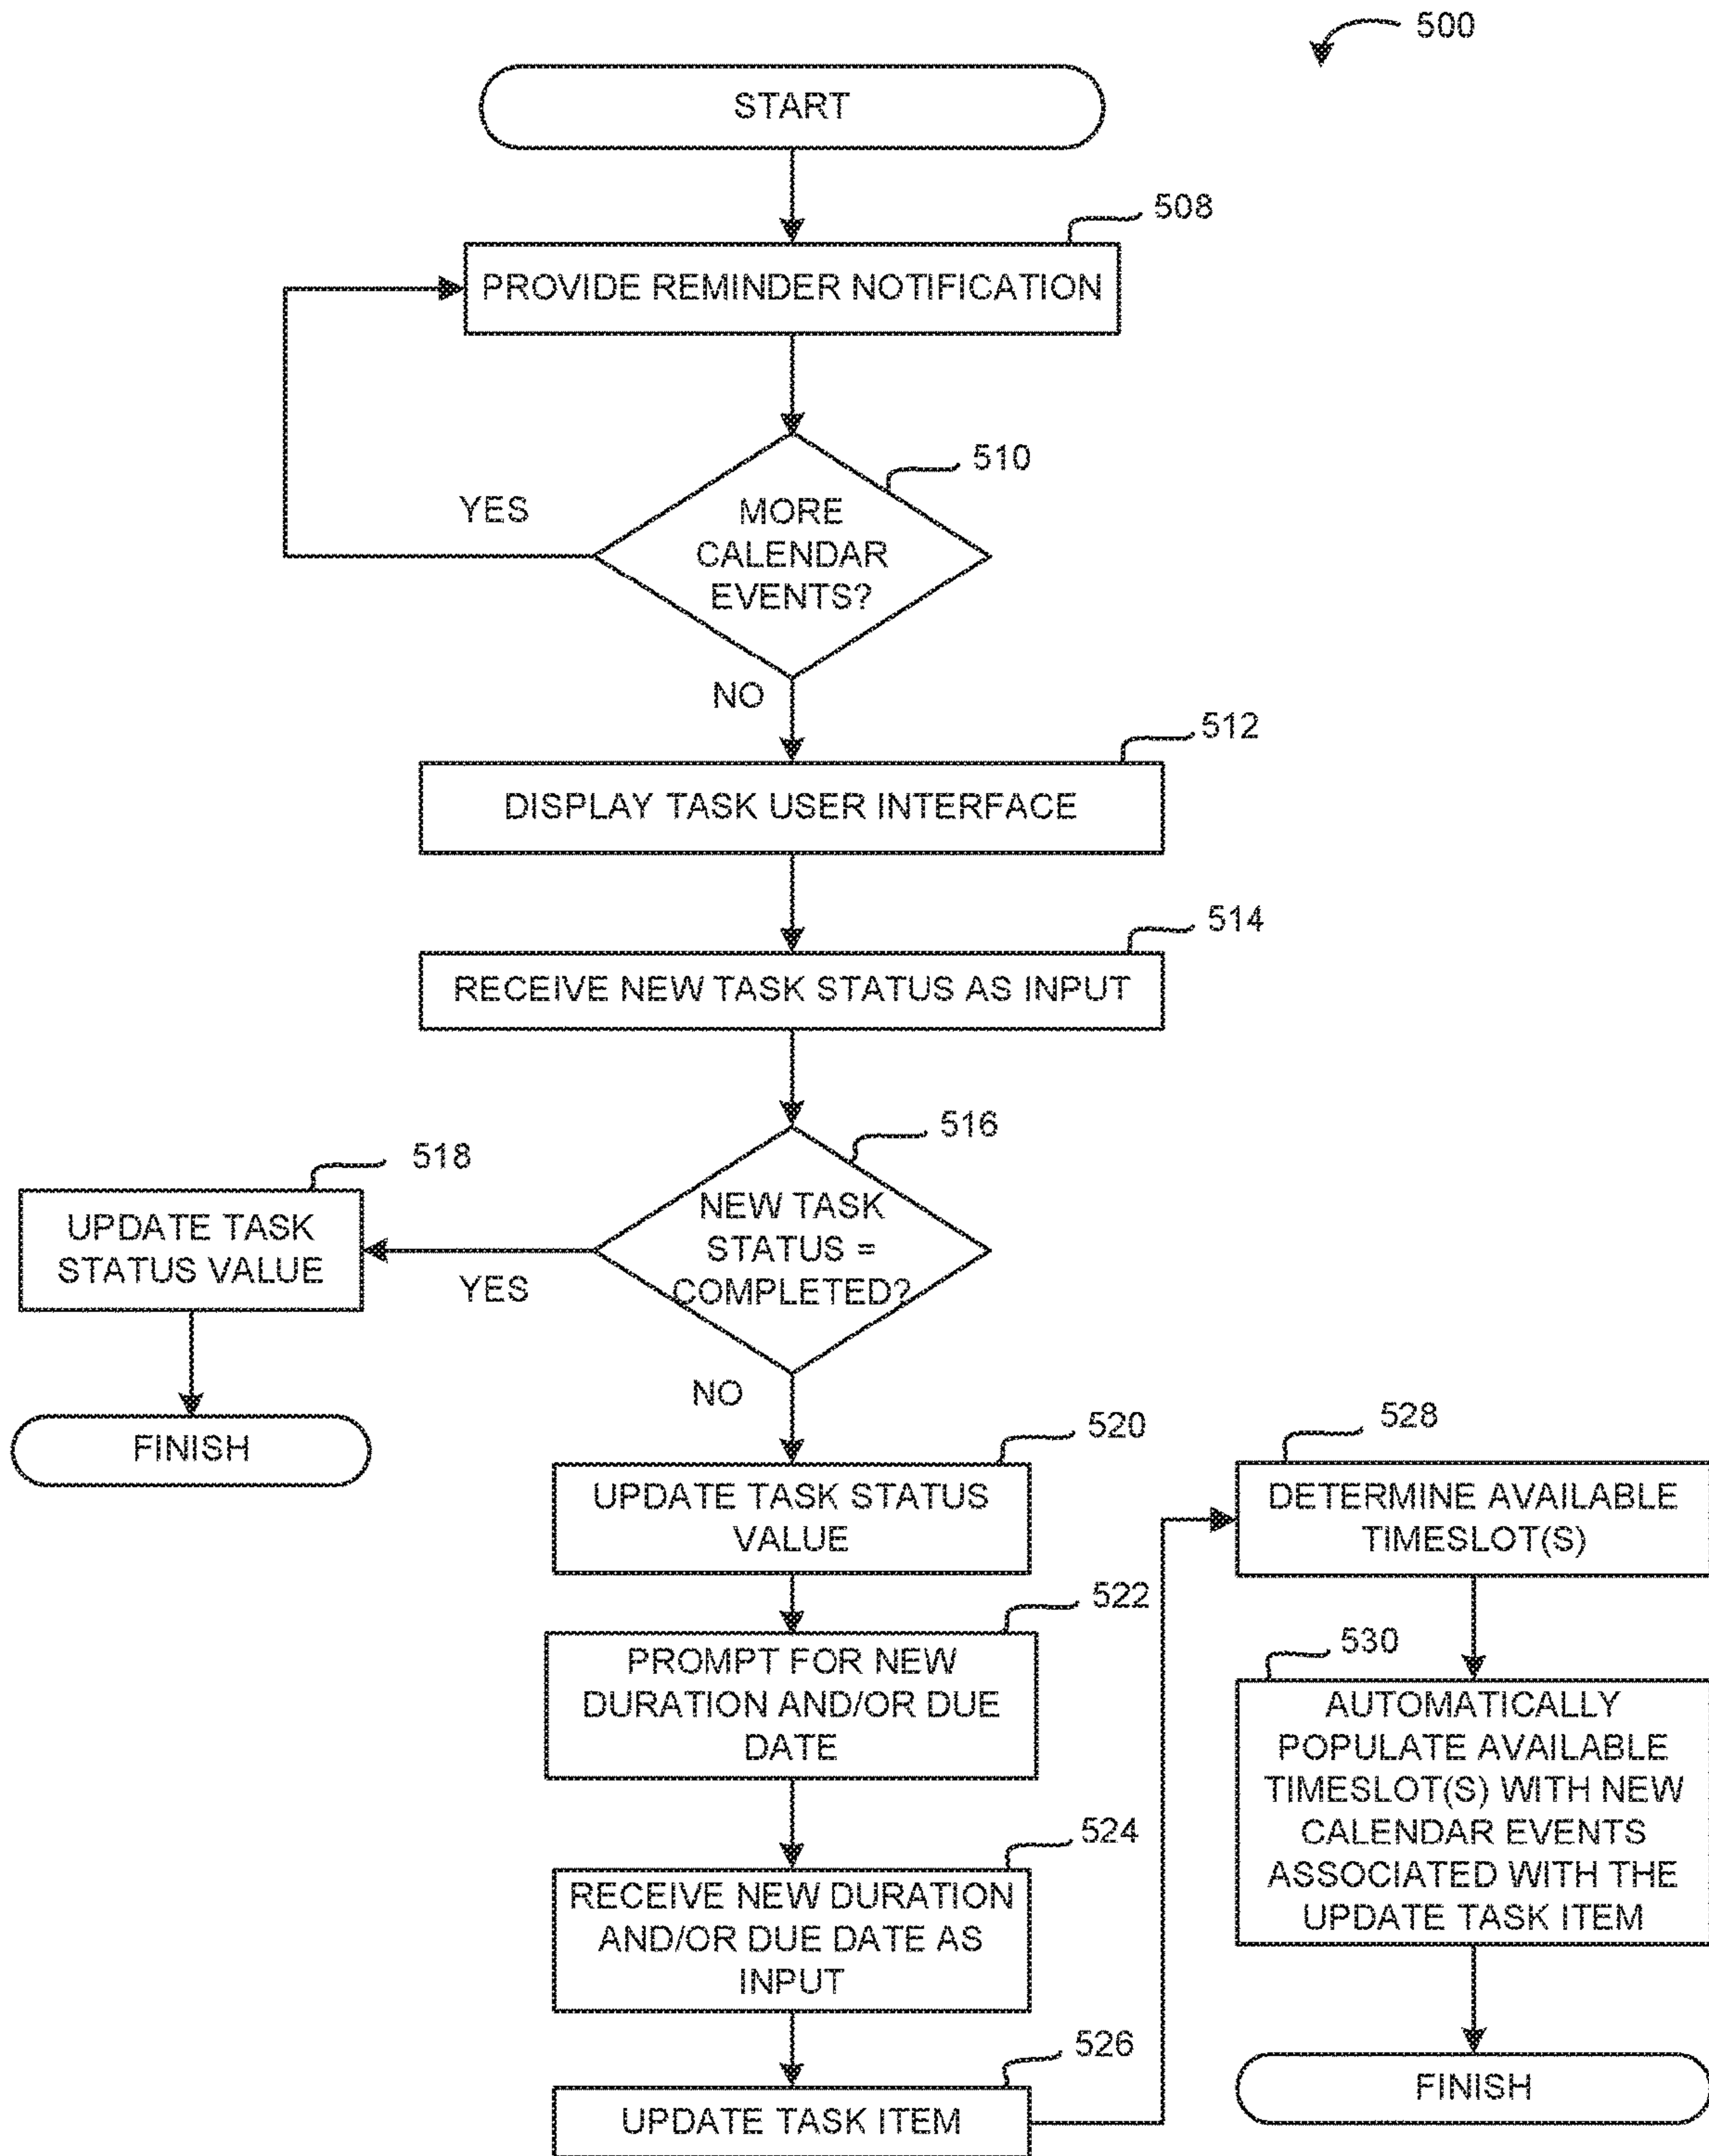 500
START
508
PROVIDE REMINDER NOTIFICATION
510
YES
MORE
CALENDAR
EVENTS?
NO
512
DISPLAY TASK USER INTERFACE
514
RECEIVE NEW TASK STATUS AS INPUT
516
518
NEW TASK
STATUS =
COMPLETED?
UPDATE TASK
STATUS VALUE
YES
NO
FINISH
520
UPDATE TASK STATUS
VALUE
522
PROMPT FOR NEW
DURATION AND/OR DUE
DATE
524
RECEIVE NEW DURATION
AND/OR DUE DATE AS
INPUT
526
UPDATE TASK ITEM
528
DETERMINE AVAILABLE
TIMESLOT(S)
530
AUTOMATICALLY
POPULATE AVAILABLE
TIMESLOT(S) WITH NEW
CALENDAR EVENTS
ASSOCIATED WITH THE
UPDATE TASK ITEM
FINISH